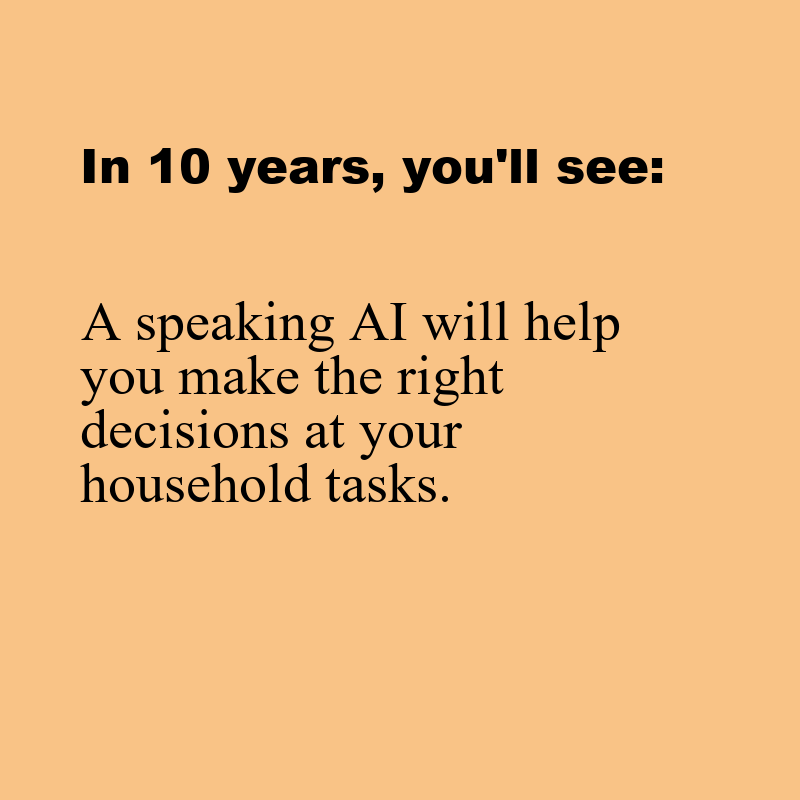 In 10 years, you'll see:
A speaking AI will help
you make the right
decisions at your
household tasks.